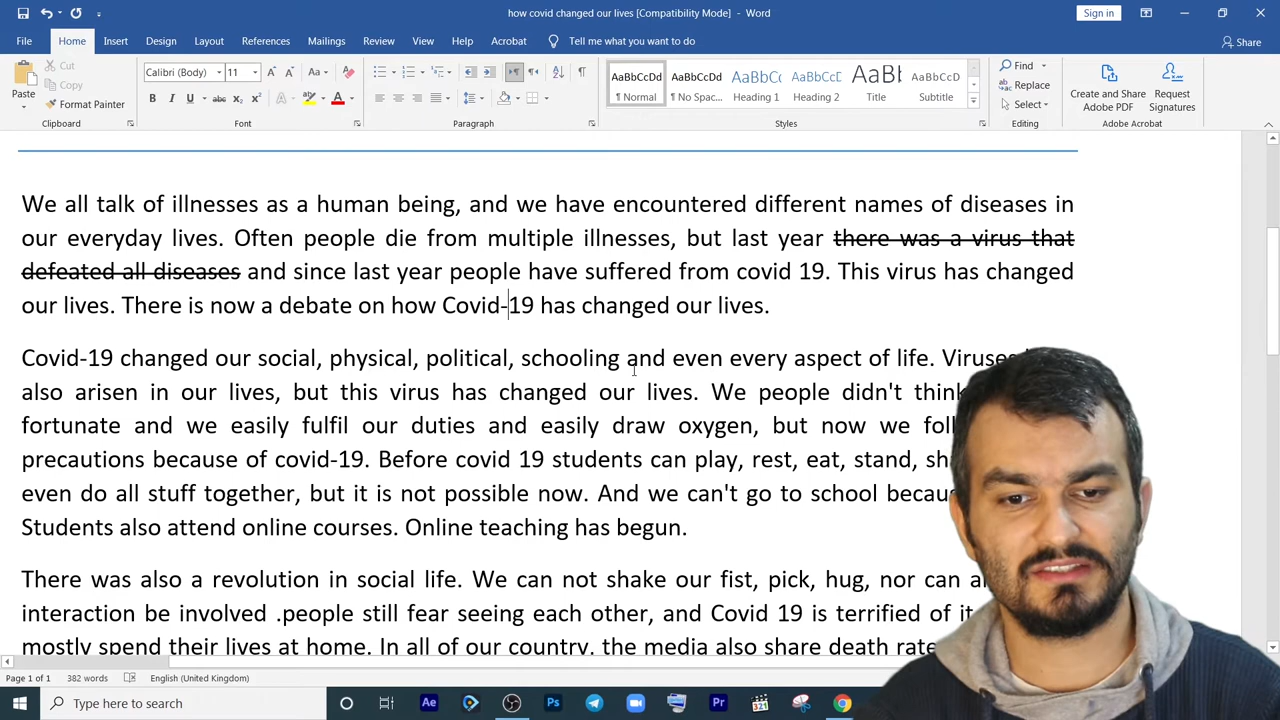 how covid changed our lives [Compatibility Mode] - Word
Sign in
File Home Insert Design Layout References Mailings Review View Help Acrobat Tell me what you want to do Share
Paste
Cut
Copy
Format Painter
Clipboard
Calibri (Body) 11
B I U abc X₂ X²
Font
Paragraph
AaBbCcDd AaBbCcDd AaBbCc AaBbCcC AaB AaBbCcD
¶ Normal ¶ No Spac... Heading 1 Heading 2 Title Subtitle
Styles
Find
Replace
Select
Editing
Create and Share Adobe PDF
Request Signatures
Adobe Acrobat
We all talk of illnesses as a human being, and we have encountered different names of diseases in
our everyday lives. Often people die from multiple illnesses, but last year there was a virus that
defeated all diseases and since last year people have suffered from covid 19. This virus has changed
our lives. There is now a debate on how Covid-19 has changed our lives.
Covid-19 changed our social, physical, political, schooling and even every aspect of life. Viruses
also arisen in our lives, but this virus has changed our lives. We people didn't think
fortunate and we easily fulfil our duties and easily draw oxygen, but now we
precautions because of covid-19. Before covid 19 students can play, rest, eat, stand,
even do all stuff together, but it is not possible now. And we can't go to school
Students also attend online courses. Online teaching has begun.
There was also a revolution in social life. We can not shake our fist, pick, hug, nor can
interaction be involved .people still fear seeing each other, and Covid 19 is terrified of
mostly spend their lives at home. In all of our country, the media also share death
Page 1 of 1 382 words English (United Kingdom)
Type here to search
Ae Ps Pr